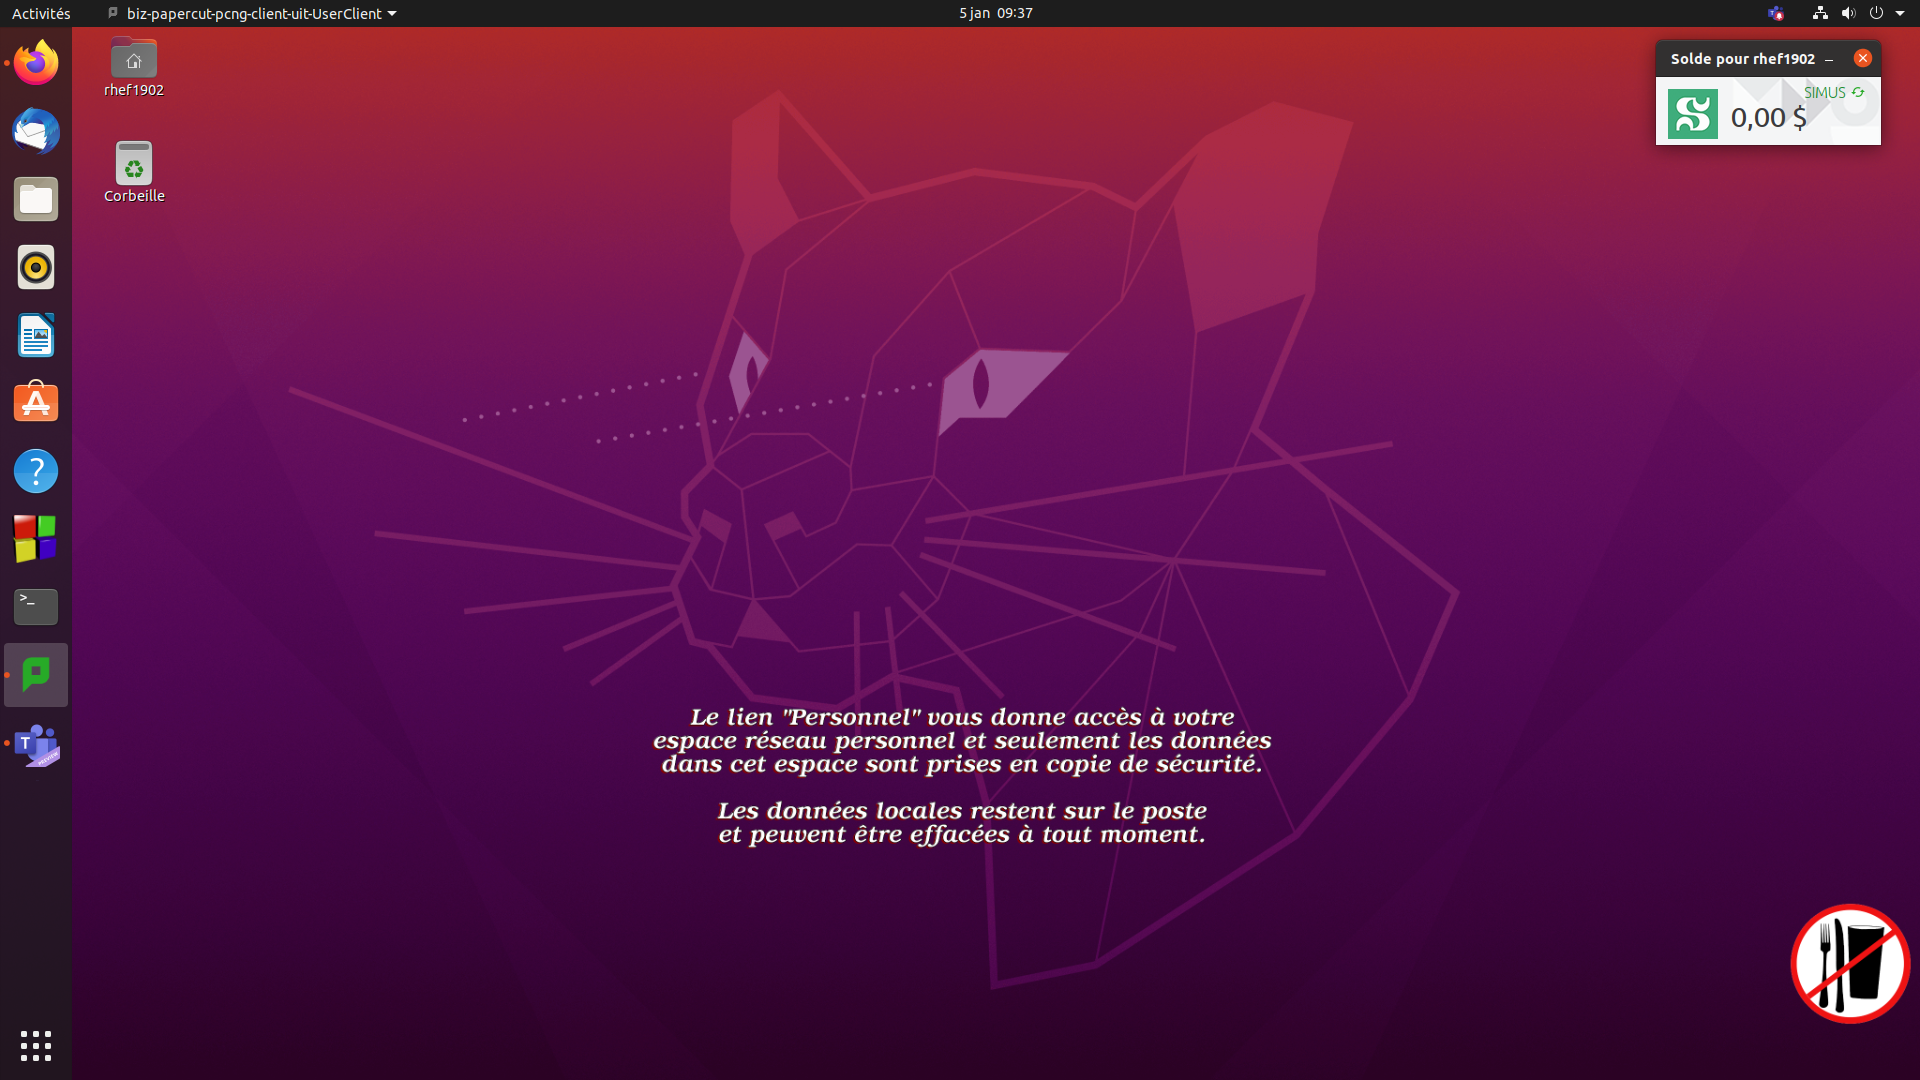 Activités
biz-papercut-pcng-client-uit-UserClient
5 jan 09:37
rhef1902
Corbeille
Solde pour rhef1902
SIMUS
0,00 $
Le lien "Personnel" vous donne accès à votre
espace réseau personnel et seulement les données
dans cet espace sont prises en copie de sécurité.
Les données locales restent sur le poste
et peuvent être effacées à tout moment.